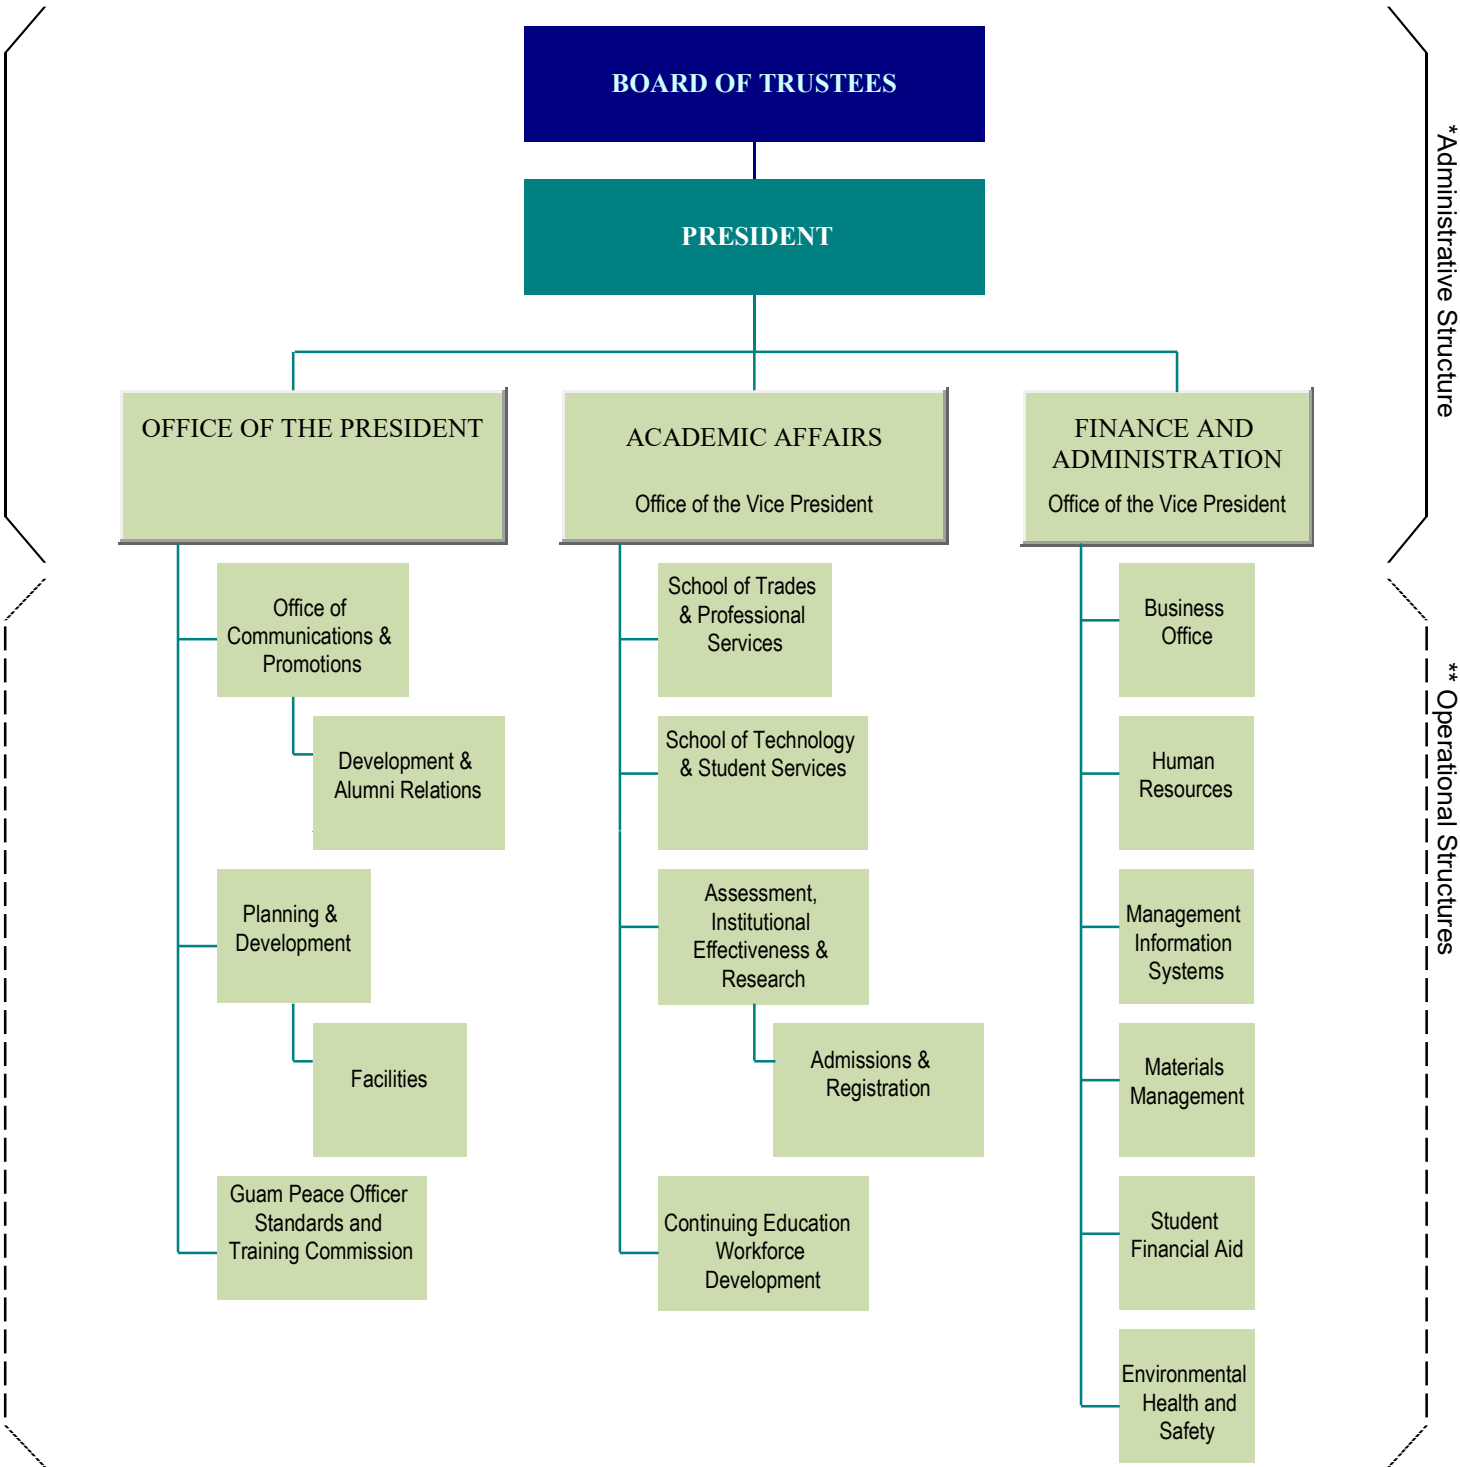 BOARD OF TRUSTEES
PRESIDENT
*Administrative Structure
OFFICE OF THE PRESIDENT
ACADEMIC AFFAIRS
Office of the Vice President
FINANCE AND
ADMINISTRATION
Office of the Vice President
** Operational Structures
Office of
Communications &
Promotions
Development &
Alumni Relations
Planning &
Development
Facilities
Guam Peace Officer
Standards and
Training Commission
School of Trades
& Professional
Services
School of Technology
& Student Services
Assessment,
Institutional
Effectiveness &
Research
Admissions &
Registration
Continuing Education
Workforce
Development
Business
Office
Human
Resources
Management
Information
Systems
Materials
Management
Student
Financial Aid
Environmental
Health and
Safety